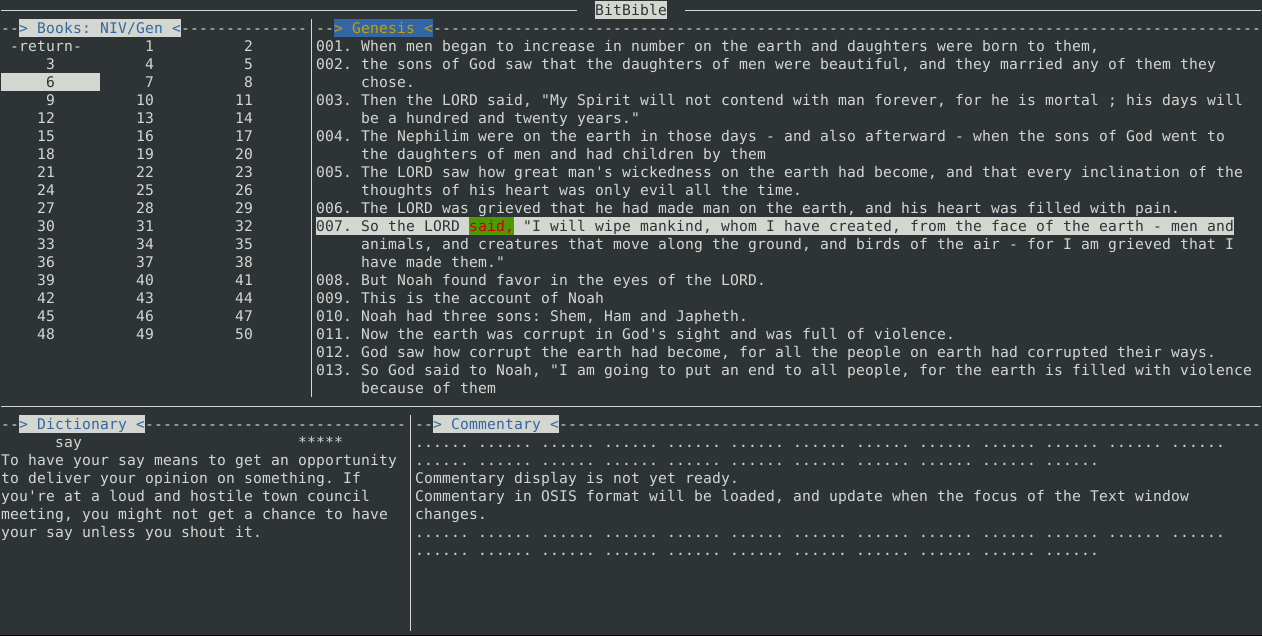 BitBible
--> Books: NIV/Gen <--------------
-return- 1 2
3 4 5
6 7 8
9 10 11
12 13 14
15 16 17
18 19 20
21 22 23
24 25 26
27 28 29
30 31 32
33 34 35
36 37 38
39 40 41
42 43 44
45 46 47
48 49 50
--> Genesis <--------------------------------------------------------------------------------------------
001. When men began to increase in number on the earth and daughters were born to them,
002. the sons of God saw that the daughters of men were beautiful, and they married any of them they
chose.
003. Then the LORD said, "My Spirit will not contend with man forever, for he is mortal ; his days will
be a hundred and twenty years."
004. The Nephilim were on the earth in those days - and also afterward - when the sons of God went to
the daughters of men and had children by them
005. The LORD saw how great man's wickedness on the earth had become, and that every inclination of the
thoughts of his heart was only evil all the time.
006. The LORD was grieved that he had made man on the earth, and his heart was filled with pain.
007. So the LORD said, "I will wipe mankind, whom I have created, from the face of the earth - men and
animals, and creatures that move along the ground, and birds of the air - for I am grieved that I
have made them."
008. But Noah found favor in the eyes of the LORD.
009. This is the account of Noah
010. Noah had three sons: Shem, Ham and Japheth.
011. Now the earth was corrupt in God's sight and was full of violence.
012. God saw how corrupt the earth had become, for all the people on earth had corrupted their ways.
013. So God said to Noah, "I am going to put an end to all people, for the earth is filled with violence
because of them
--> Dictionary <-----------------------------
say *****
To have your say means to get an opportunity
to deliver your opinion on something. If
you're at a loud and hostile town council
meeting, you might not get a chance to have
your say unless you shout it.
--> Commentary <------------------------------------------------------------------------------
...... ...... ...... ...... ...... ...... ...... ...... ...... ...... ...... ...... ......
...... ...... ...... ...... ...... ...... ...... ...... ...... ...... ......
Commentary display is not yet ready.
Commentary in OSIS format will be loaded, and update when the focus of the Text window
changes.
...... ...... ...... ...... ...... ...... ...... ...... ...... ...... ...... ...... ......
...... ...... ...... ...... ...... ...... ...... ...... ...... ...... ......